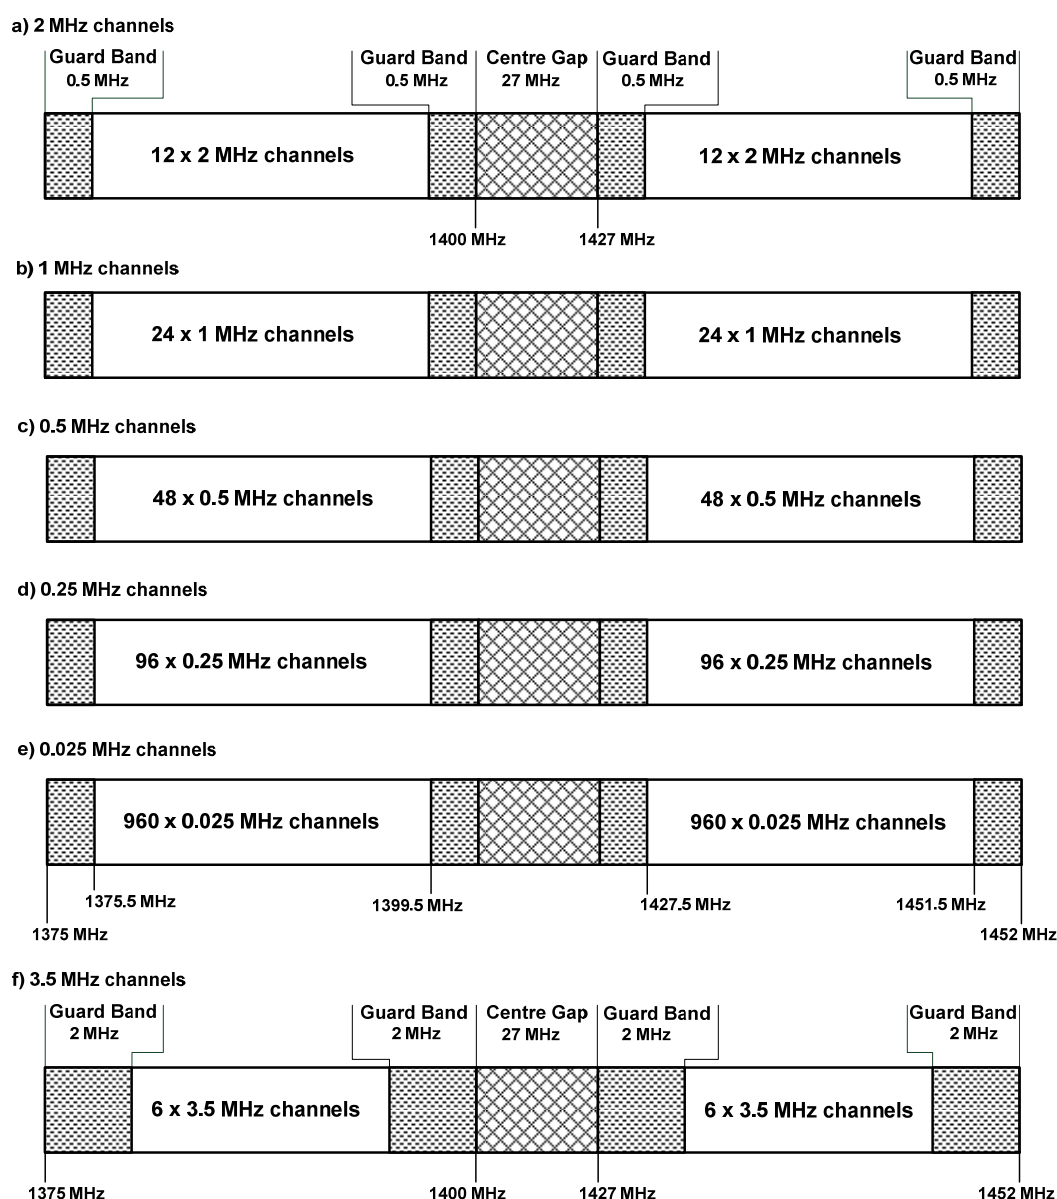 a) 2 MHz channels
Guard Band Guard Band Centre Gap Guard Band Guard Band
0.5 MHz 0.5 MHz 27 MHz 0.5 MHz 0.5 MHz
12 x 2 MHz channels 12 x 2 MHz channels
1400 MHz 1427 MHz
b) 1 MHz channels
24 x 1 MHz channels 24 x 1 MHz channels
c) 0.5 MHz channels
48 x 0.5 MHz channels 48 x 0.5 MHz channels
d) 0.25 MHz channels
96 x 0.25 MHz channels 96 x 0.25 MHz channels
e) 0.025 MHz channels
960 x 0.025 MHz channels 960 x 0.025 MHz channels
1375.5 MHz 1399.5 MHz 1427.5 MHz 1451.5 MHz
1375 MHz 1452 MHz
f) 3.5 MHz channels
Guard Band Guard Band Centre Gap Guard Band Guard Band
2 MHz 2 MHz 27 MHz 2 MHz 2 MHz
6 x 3.5 MHz channels 6 x 3.5 MHz channels
1375 MHz 1400 MHz 1427 MHz 1452 MHz